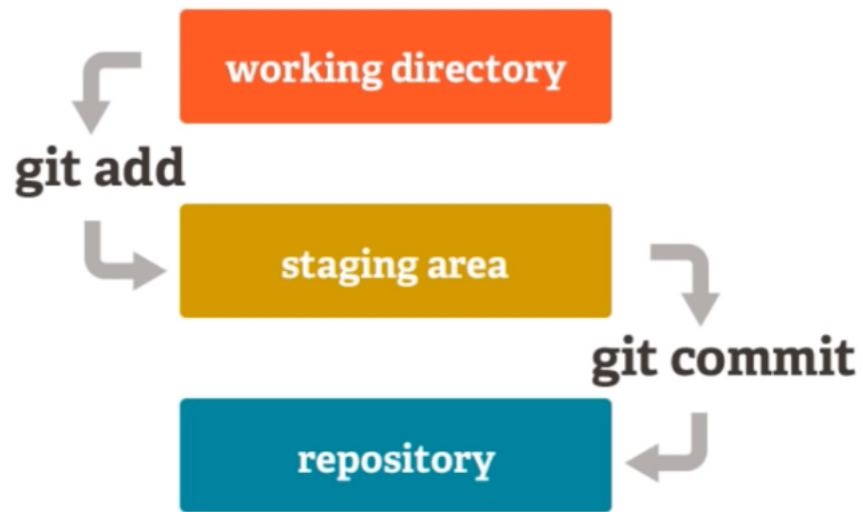 working directory
git add
staging area
git commit
repository